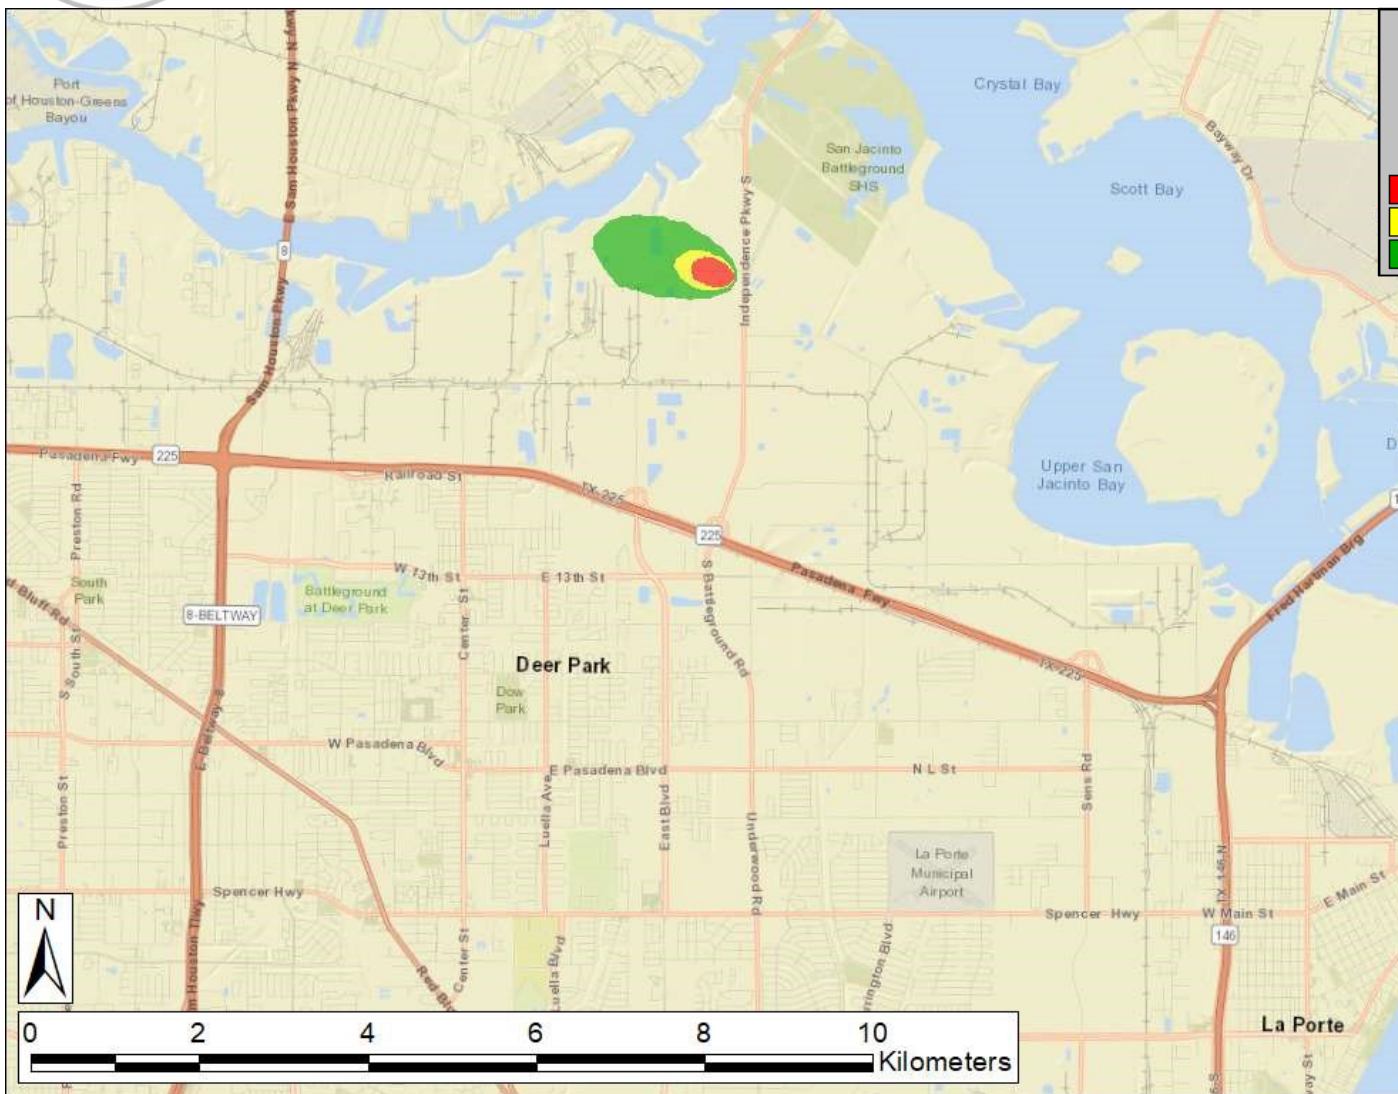 Crystal Bay
Port
of Houston-Greens
Bayou
E Sam Houston Pkwy N
San Jacinto
Battleground
SHS
Bayway Dr
Scott Bay
8
Independence Pkwy S
Sam Houston Pkwy
Pasadena Fwy
225
Railroad St
TX-225
Upper San
Jacinto Bay
Preston Rd
225
W 13th St
E 13th St
Pasadena Fwy
Fred Hartman Brg
South
Park
Battleground
at Deer Park
8-BELTWAY
Center St
S Battleground Rd
S South St
Deer Park
TX-225
Dow
Park
E Beltway 8
W Pasadena Blvd
E Pasadena Blvd
N L St
Sens Rd
Preston St
Luella Ave
East Blvd
Underwood Rd
La Porte
Municipal
Airport
TX 146 N
E Main St
Spencer Hwy
Spencer Hwy
W Main St
146
N
Center St
Luella Blvd
La Porte
0 2 4 6 8 10
Kilometers